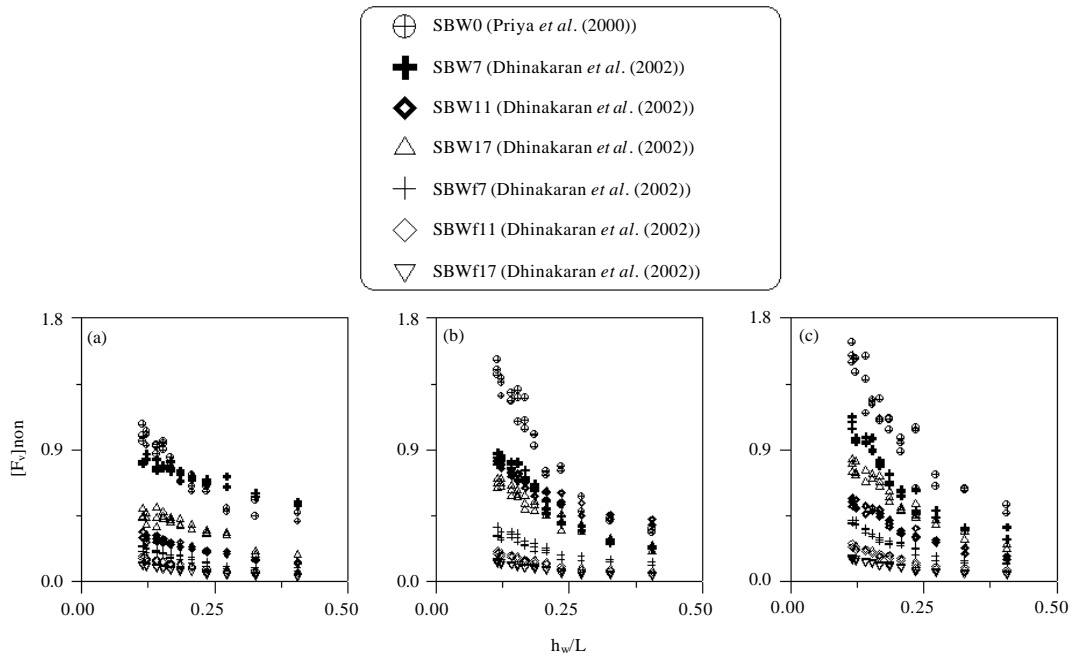 SBW0 (Priya et al. (2000))
SBW7 (Dhinakaran et al. (2002))
SBW11 (Dhinakaran et al. (2002))
SBW17 (Dhinakaran et al. (2002))
SBWf7 (Dhinakaran et al. (2002))
SBWf11 (Dhinakaran et al. (2002))
SBWf17 (Dhinakaran et al. (2002))
[Fv]non
1.8
0.9
0.0
(a)
0.00 0.25 0.50
1.8
0.9
0.0
(b)
0.00 0.25 0.50
1.8
0.9
0.0
(c)
0.00 0.25 0.50
hw/L